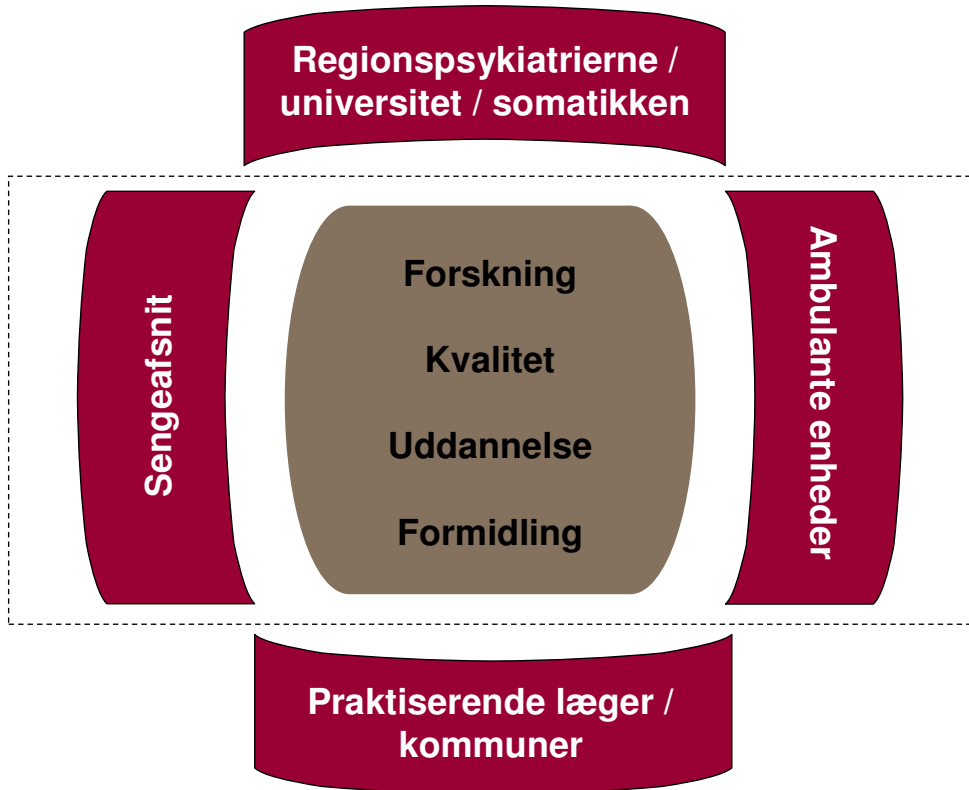 Regionspsykiatrierne /
universitet / somatikken
Sengeafsnit
Forskning
Kvalitet
Uddannelse
Formidling
Ambulante enheder
Praktiserende læger /
kommuner